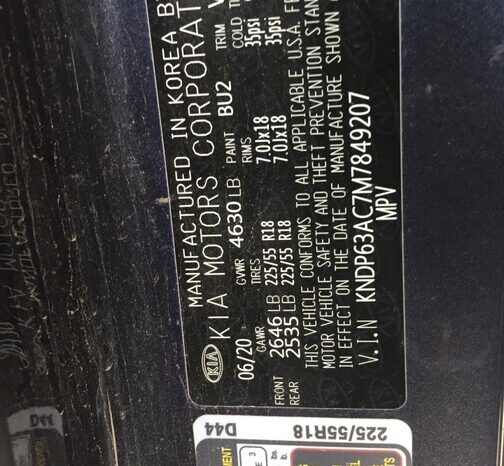 MANUFACTURED IN KOREA B
KIA KIA MOTORS CORPORAT
06/20 GVWR 4630 LB PAINT BU2 TRIM
GAWR TIRES RIMS COLD
FRONT 2646 LB 225/55 R18 7.0Jx18 35psi
REAR 2535 LB 225/55 R18 7.0Jx18 35psi
THIS VEHICLE CONFORMS TO ALL APPLICABLE U.S.A. FE
MOTOR VEHICLE SAFETY AND THEFT PREVENTION STAN
IN EFFECT ON THE DATE OF MANUFACTURE SHOWN
V.I.N KNDP63AC7M7849207
MPV
225/55R18
D44